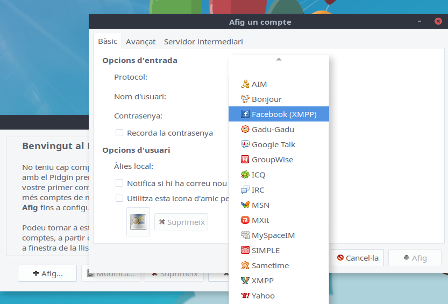 Afig un compte
Bàsic Avançat Servidor intermediari
Opcions d'entrada
Protocol:
Nom d'usuari:
Contrasenya:
Recorda la contrasenya
Opcions d'usuari
Àlies local:
Notifica si hi ha correu nou
Utilitza esta icona d'amic pe
Suprimeix
AIM
Bonjour
Facebook (XMPP)
Gadu-Gadu
Google Talk
GroupWise
ICQ
IRC
MSN
MXit
MySpaceIM
SIMPLE
Sametime
XMPP
Yahoo
Cancel·la
Afig
Benvingut al
No teniu cap com
amb el Pidgin prem
vostre primer com
més comptes de m
Afig fins a configu
Podeu tornar a est
comptes, a partir d
a finestra de la llis
Afig...
Modifica...
Suprimeix